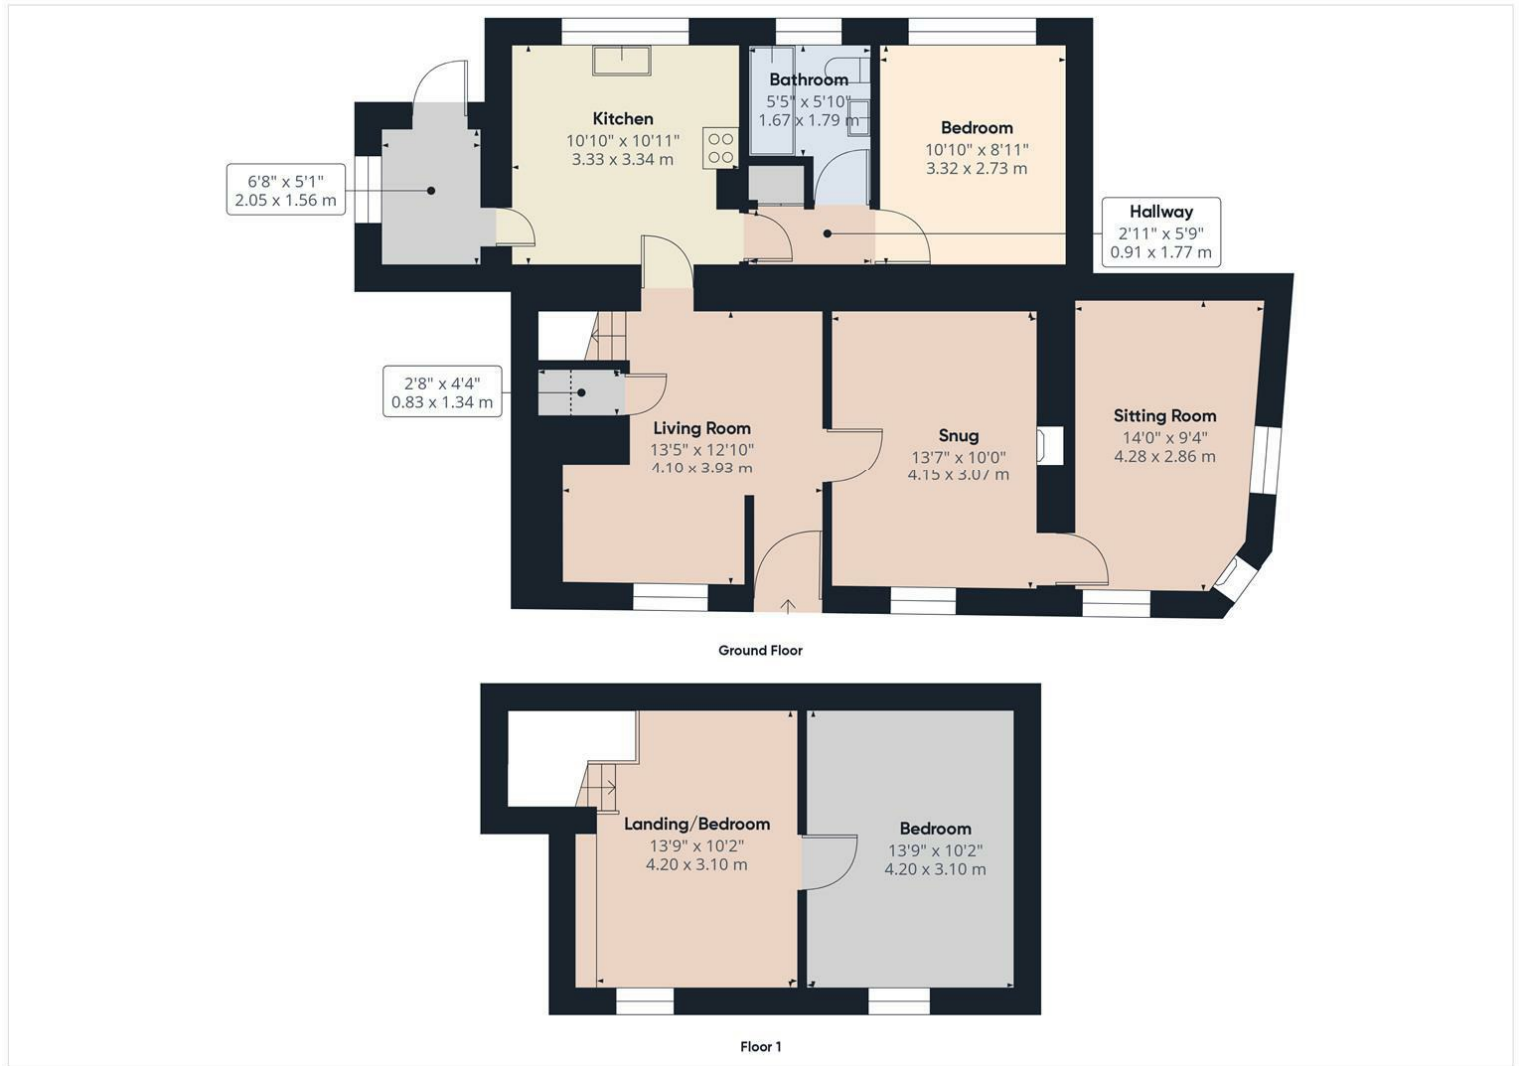 Kitchen
10'10" x 10'11"
3.33 x 3.34 m
Bathroom
5'5" x 5'10"
1.67 x 1.79 m
Bedroom
10'10" x 8'11"
3.32 x 2.73 m
6'8" x 5'1"
2.05 x 1.56 m
Hallway
2'11" x 5'9"
0.91 x 1.77 m
2'8" x 4'4"
0.83 x 1.34 m
Living Room
13'5" x 12'10"
4.10 x 3.93 m
Snug
13'7" x 10'0"
4.15 x 3.07 m
Sitting Room
14'0" x 9'4"
4.28 x 2.86 m
Ground Floor
Landing/Bedroom
13'9" x 10'2"
4.20 x 3.10 m
Bedroom
13'9" x 10'2"
4.20 x 3.10 m
Floor 1